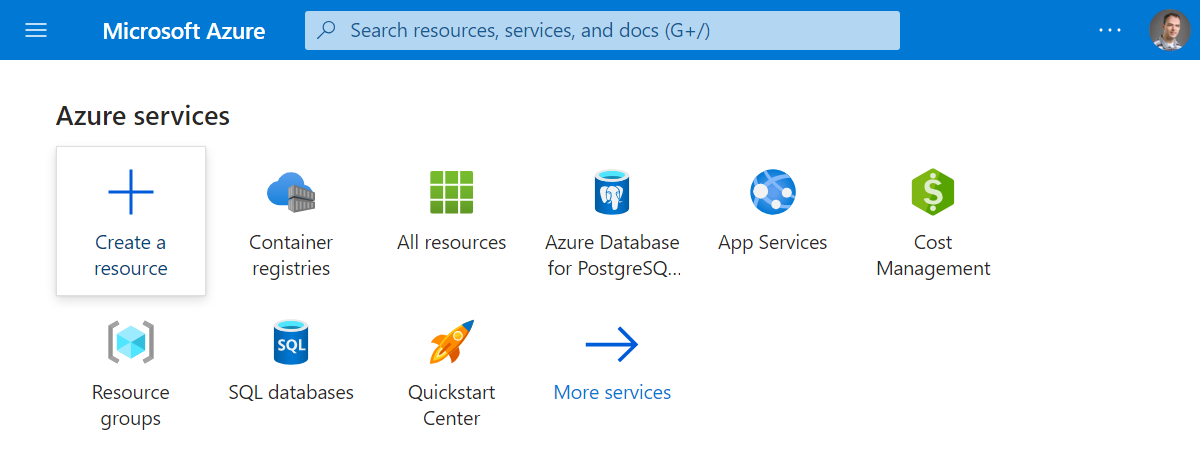 Microsoft Azure
Search resources, services, and docs (G+/)
...
Azure services
Create a
resource
Container
registries
All resources
Azure Database
for PostgreSQ...
App Services
$
Cost
Management
Resource
groups
SQL
SQL databases
Quickstart
Center
More services